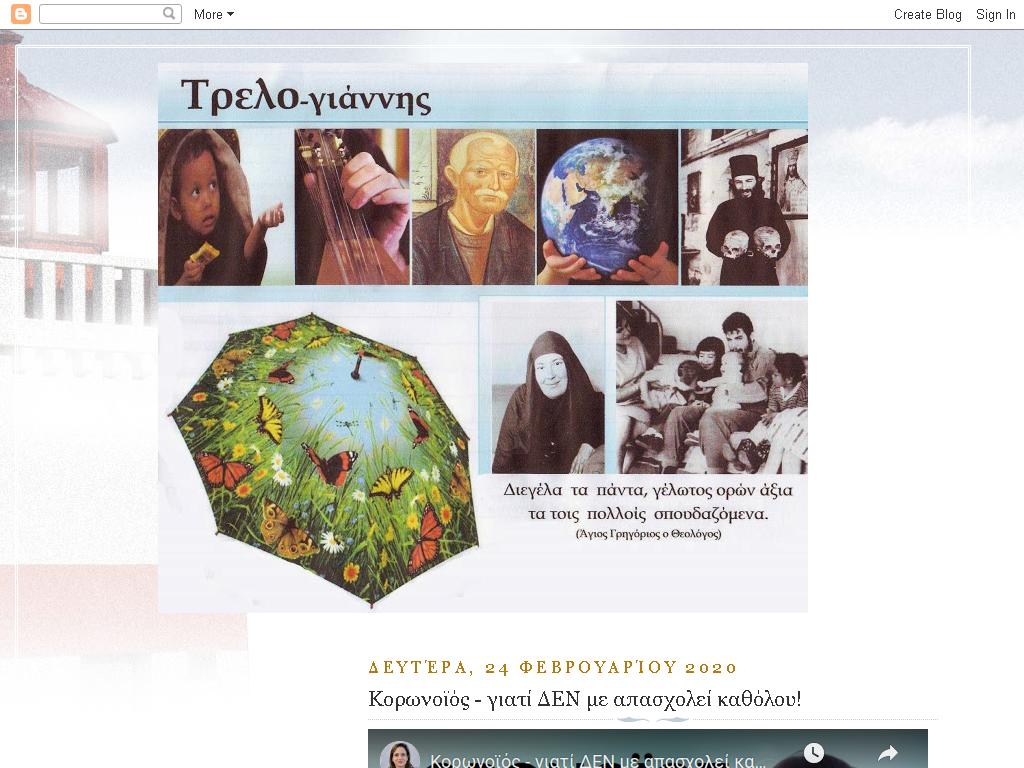 More
Create Blog
Sign In
Τρελο-γιάννης
Διεγέλα τα πάντα, γέλωτος ορών άξια
τα τοις πολλοίς σπουδαζόμενα.
(Άγιος Γρηγόριος ο Θεολόγος)
ΔΕΥΤΈΡΑ, 24 ΦΕΒΡΟΥΑΡΊΟΥ 2020
Κορωνοϊός - γιατί ΔΕΝ με απασχολεί καθόλου!
Κορωνοϊός - γιατί ΔΕΝ με απασχολεί κα...